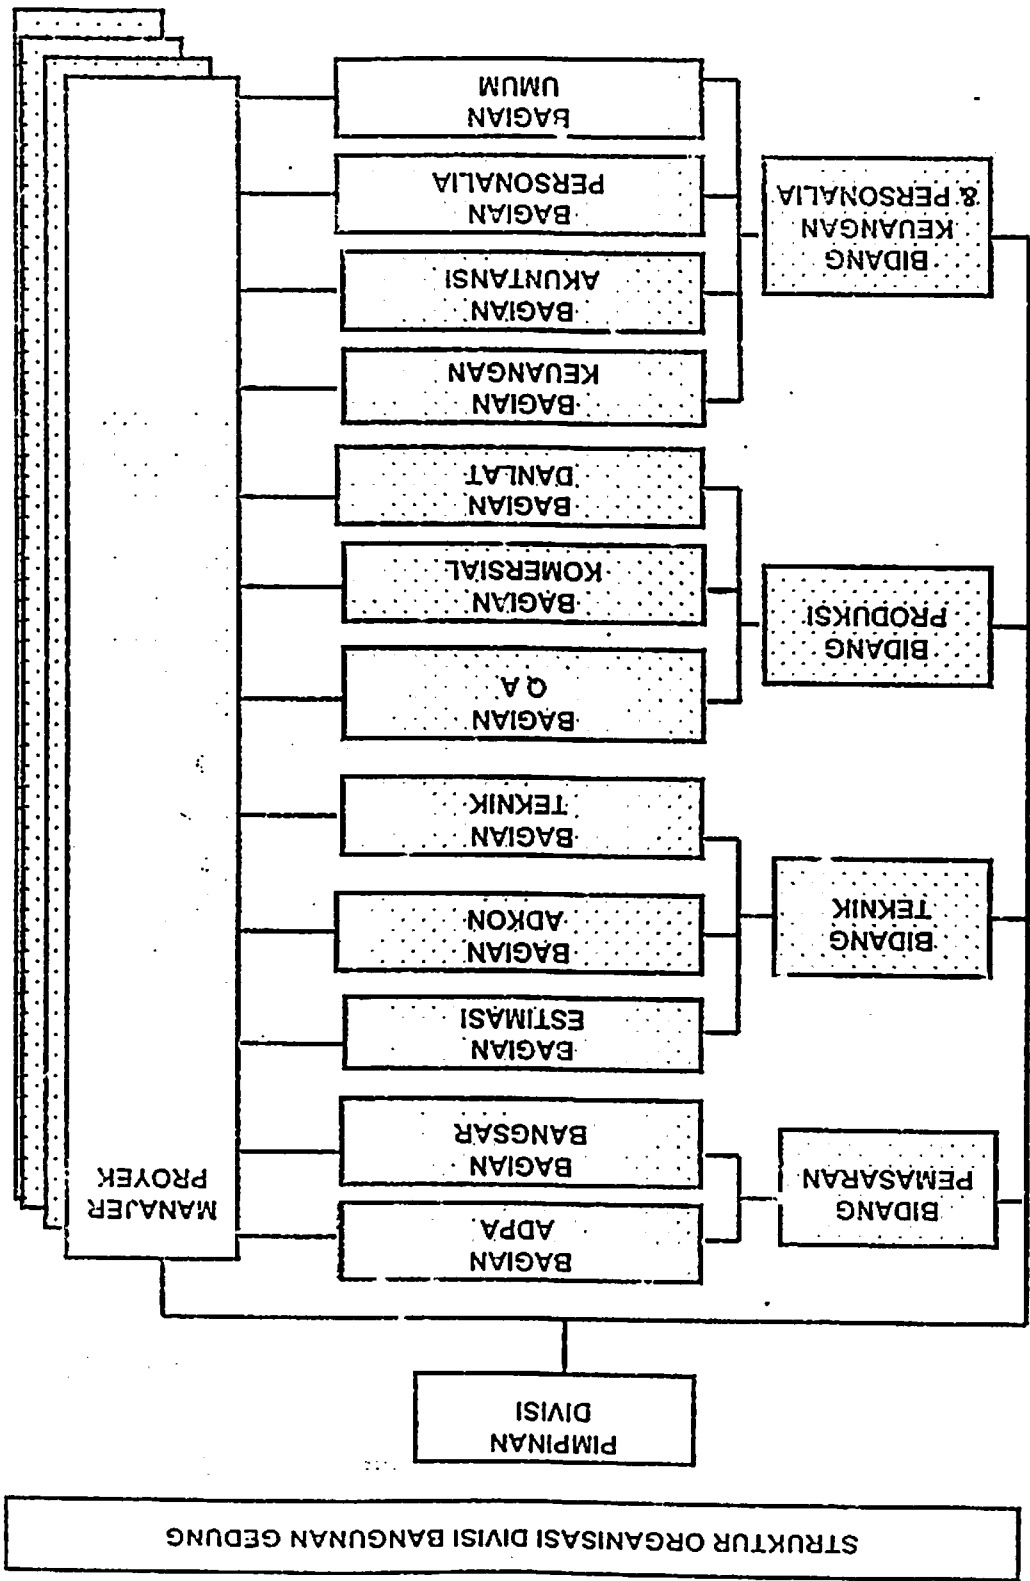 STRUKTUR ORGANISASI DIVISI BANGUNAN GEDUNG
PIMPINAN
DIVISI
BIDANG
PEMASARAN
BAGIAN
ADPA
BAGIAN
BANGSAR
BIDANG
TEKNIK
BAGIAN
ESTIMASI
BAGIAN
ADKON
BAGIAN
TEKNIK
BIDANG
PRODUKSI
BAGIAN
Q A
BAGIAN
KOMERSIAL
BAGIAN
DANLAT
BIDANG
KEUANGAN
& PERSONALIA
BAGIAN
KEUANGAN
BAGIAN
AKUNTANSI
BAGIAN
PERSONALIA
BAGIAN
UMUM
MANAJER
PROYEK